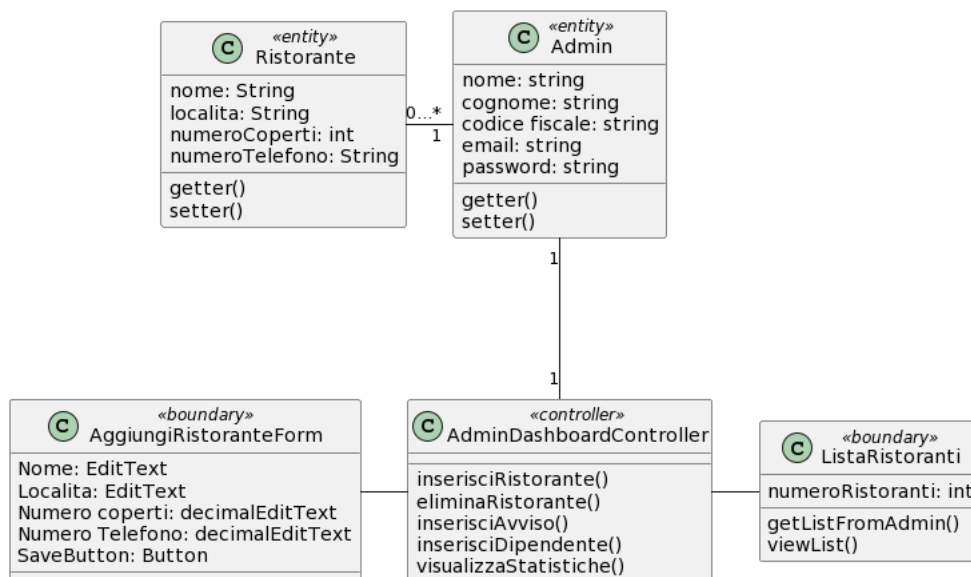 C
«entity»
Ristorante
nome: String
localita: String
numeroCoperti: int
numeroTelefono: String
getter()
setter()
0...*
1
C
«entity»
Admin
nome: string
cognome: string
codice fiscale: string
email: string
password: string
getter()
setter()
1
1
C
«boundary»
AggiungiRistoranteForm
Nome: EditText
Localita: EditText
Numero coperti: decimalEditText
Numero Telefono: decimalEditText
SaveButton: Button
C
«controller»
AdminDashboardController
inserisciRistorante()
eliminaRistorante()
inserisciAvviso()
inserisciDipendente()
visualizzaStatistiche()
C
«boundary»
ListaRistoranti
numeroRistoranti: int
getListFromAdmin()
viewList()